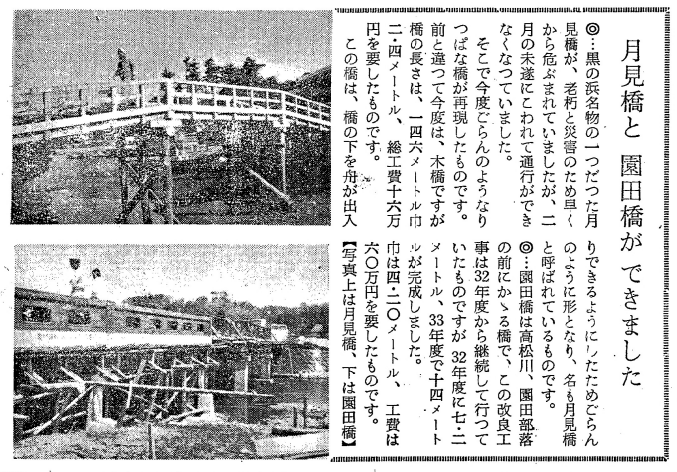 月見橋と園田橋ができました
◎…黒の浜名物の一つだつた月
見橋が、老朽と災害のため早く
から危ぶまれていましたが、二
月の未遂にこわれて通行ができ
なくなつていました。
そこで今度ごらんのようなり
つぱな橋が再現したものです。
前と違つて今度は、木橋ですが
橋の長さは、一四六メートル巾
二・四メートル、総工費十六万
円を要したものです。
この橋は、橋の下を舟が出入
りできるようにしたためごらん
のように形となり、名も月見橋
と呼ばれているものです。
◎…園田橋は高松川、園田部落
の前にかゝる橋で、この改良工
事は32年度から継続して行つて
いたものですが32年度に七・二
メートル、33年度で十四メート
ルが完成しました。
巾は四・二〇メートル、工費は
六〇万円を要したものです。
【写真上は月見橋、下は園田橋】